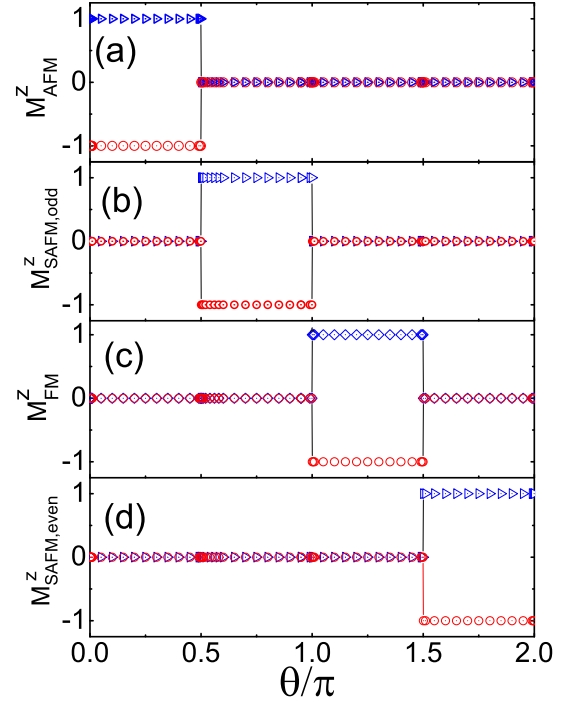 1
(a)
0
-1
M^z_AFM
1
(b)
0
-1
M^z_SAFM,odd
1
(c)
0
-1
M^z_FM
1
(d)
0
-1
M^z_SAFM,even
0.0 0.5 1.0 1.5 2.0
θ/π